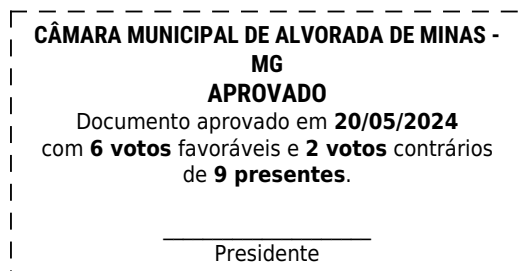 CÂMARA MUNICIPAL DE ALVORADA DE MINAS -
MG
APROVADO
Documento aprovado em 20/05/2024
com 6 votos favoráveis e 2 votos contrários
de 9 presentes.
Presidente